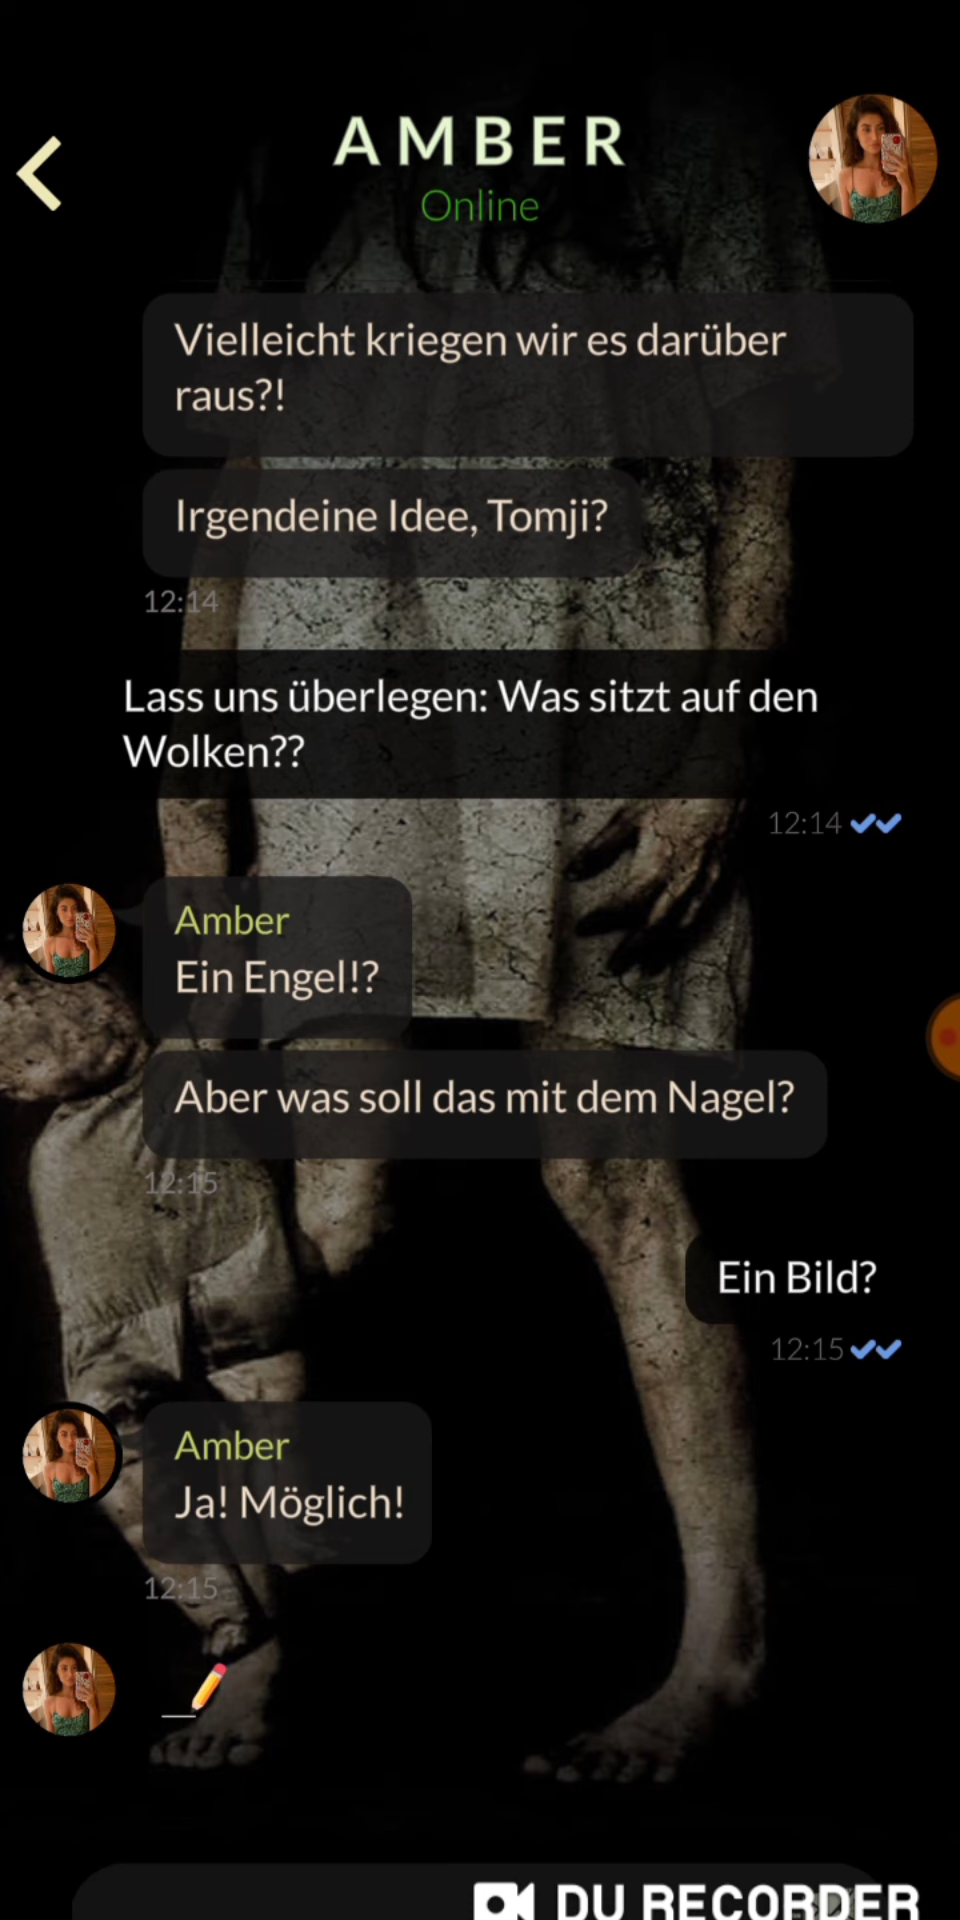 AMBER
Online
Vielleicht kriegen wir es darüber
raus?!
Irgendeine Idee, Tomji?
12:14
Lass uns überlegen: Was sitzt auf den
Wolken??
12:14
Amber
Ein Engel!?
Aber was soll das mit dem Nagel?
12:15
Ein Bild?
12:15
Amber
Ja! Möglich!
12:15
DU RECORDER